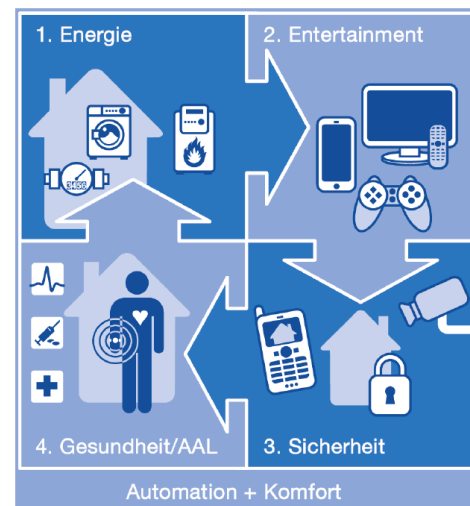 1. Energie
2. Entertainment
4. Gesundheit/AAL
3. Sicherheit
Automation + Komfort